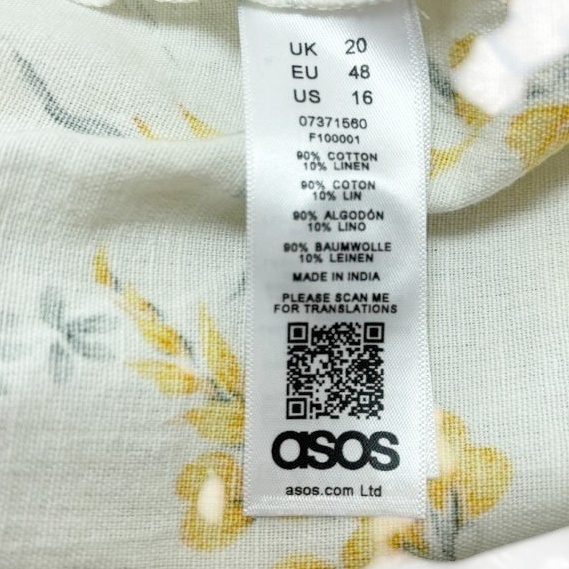 UK 20
EU 48
US 16
07371560
F100001
90% COTTON
10% LINEN
90% COTON
10% LIN
90% ALGODÓN
10% LINO
90% BAUMWOLLE
10% LEINEN
MADE IN INDIA
PLEASE SCAN ME
FOR TRANSLATIONS
asos
asos.com Ltd